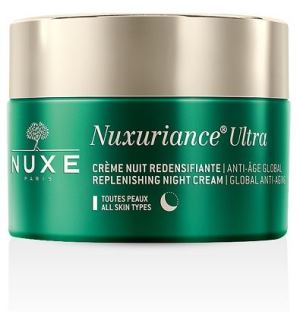 Nuxuriance® Ultra
NUXE
PARIS
CRÈME NUIT REDENSIFIANTE | ANTI-ÂGE GLOBAL
REPLENISHING NIGHT CREAM | GLOBAL ANTI-AGING
TOUTES PEAUX
ALL SKIN TYPES